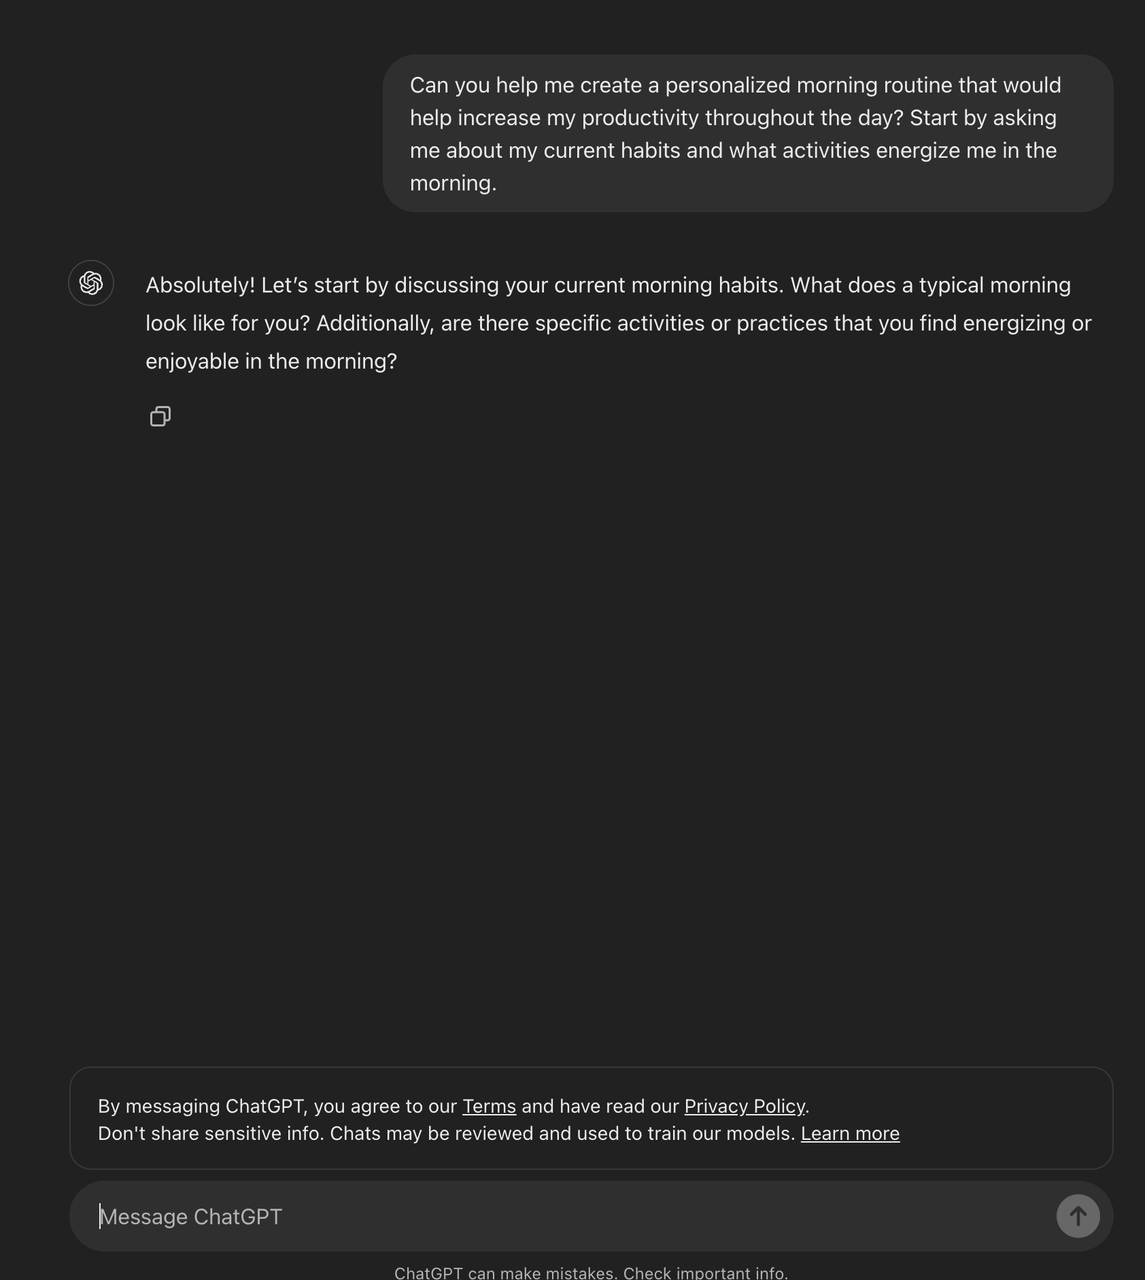 Can you help me create a personalized morning routine that would
help increase my productivity throughout the day? Start by asking
me about my current habits and what activities energize me in the
morning.
Absolutely! Let’s start by discussing your current morning habits. What does a typical morning
look like for you? Additionally, are there specific activities or practices that you find energizing or
enjoyable in the morning?
By messaging ChatGPT, you agree to our Terms and have read our Privacy Policy.
Don't share sensitive info. Chats may be reviewed and used to train our models. Learn more
Message ChatGPT
ChatGPT can make mistakes. Check important info.